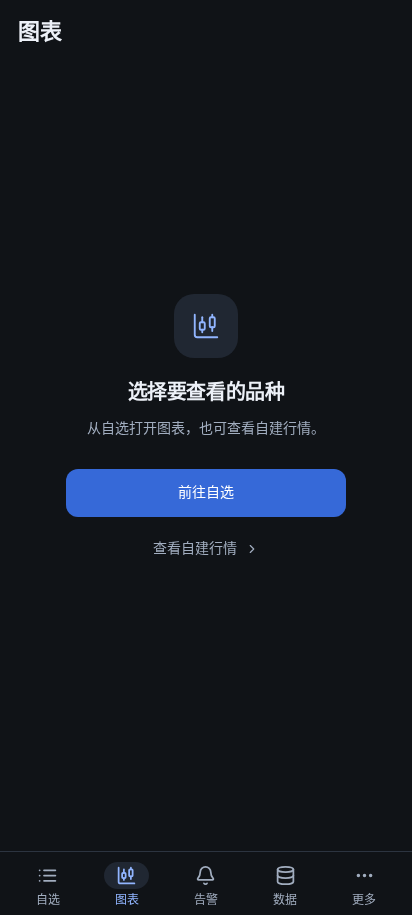 图表
选择要查看的品种
从自选打开图表，也可查看自建行情。
前往自选
查看自建行情
自选
图表
告警
数据
更多